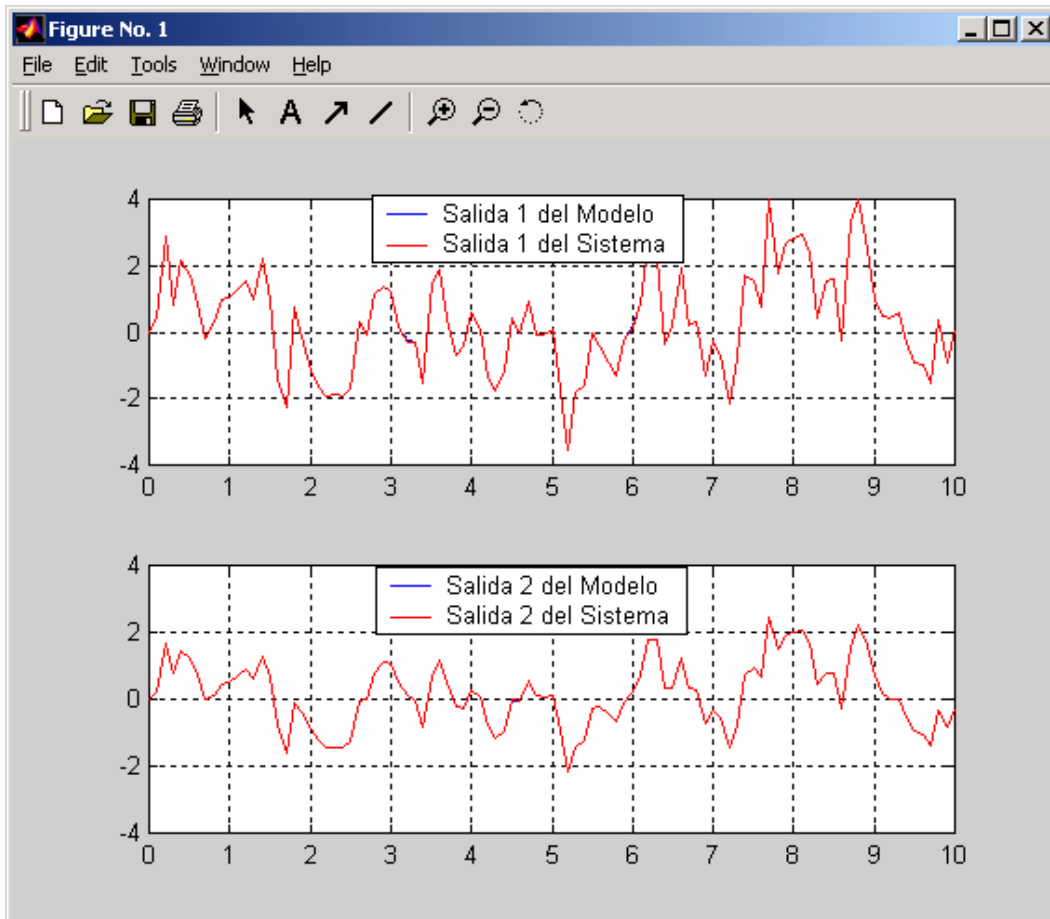 Figure No. 1
File Edit Tools Window Help
A
4
2
0
-2
-4
Salida 1 del Modelo
Salida 1 del Sistema
0 1 2 3 4 5 6 7 8 9 10
4
2
0
-2
-4
Salida 2 del Modelo
Salida 2 del Sistema
0 1 2 3 4 5 6 7 8 9 10